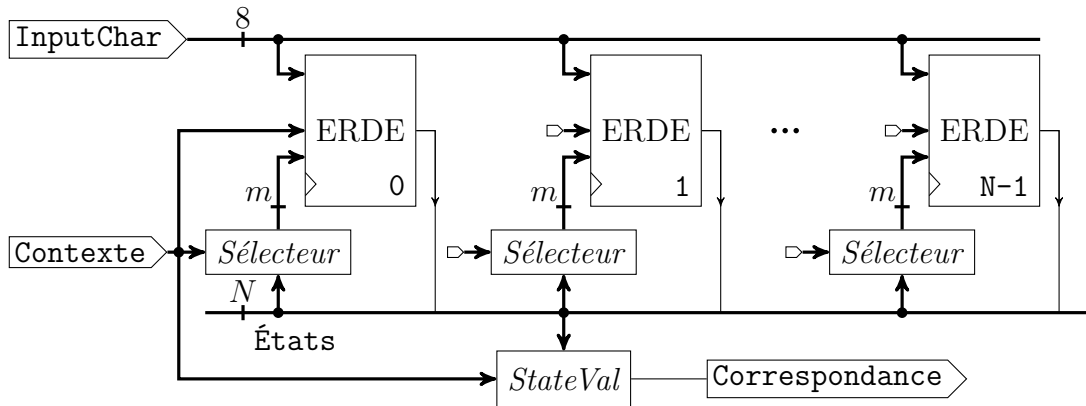 InputChar
8
ERDE
0
ERDE
1
...
ERDE
N-1
m
m
m
Contexte
Sélecteur
Sélecteur
Sélecteur
N
États
StateVal
Correspondance